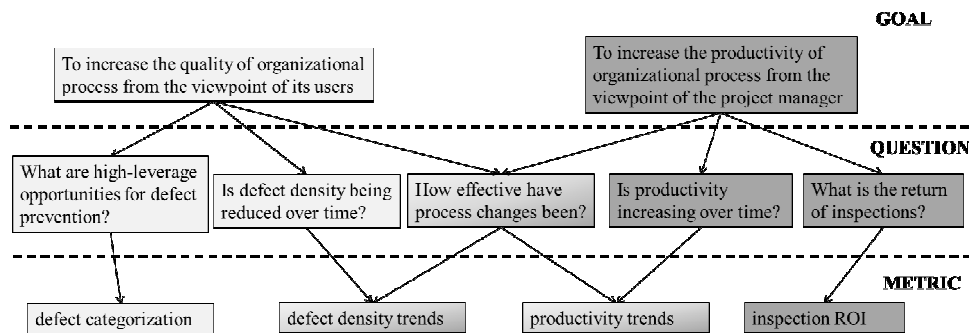 GOAL
To increase the quality of organizational
process from the viewpoint of its users
To increase the productivity of
organizational process from the
viewpoint of the project manager
QUESTION
What are high-leverage
opportunities for defect
prevention?
Is defect density being
reduced over time?
How effective have
process changes been?
Is productivity
increasing over time?
What is the return
of inspections?
METRIC
defect categorization
defect density trends
productivity trends
inspection ROI